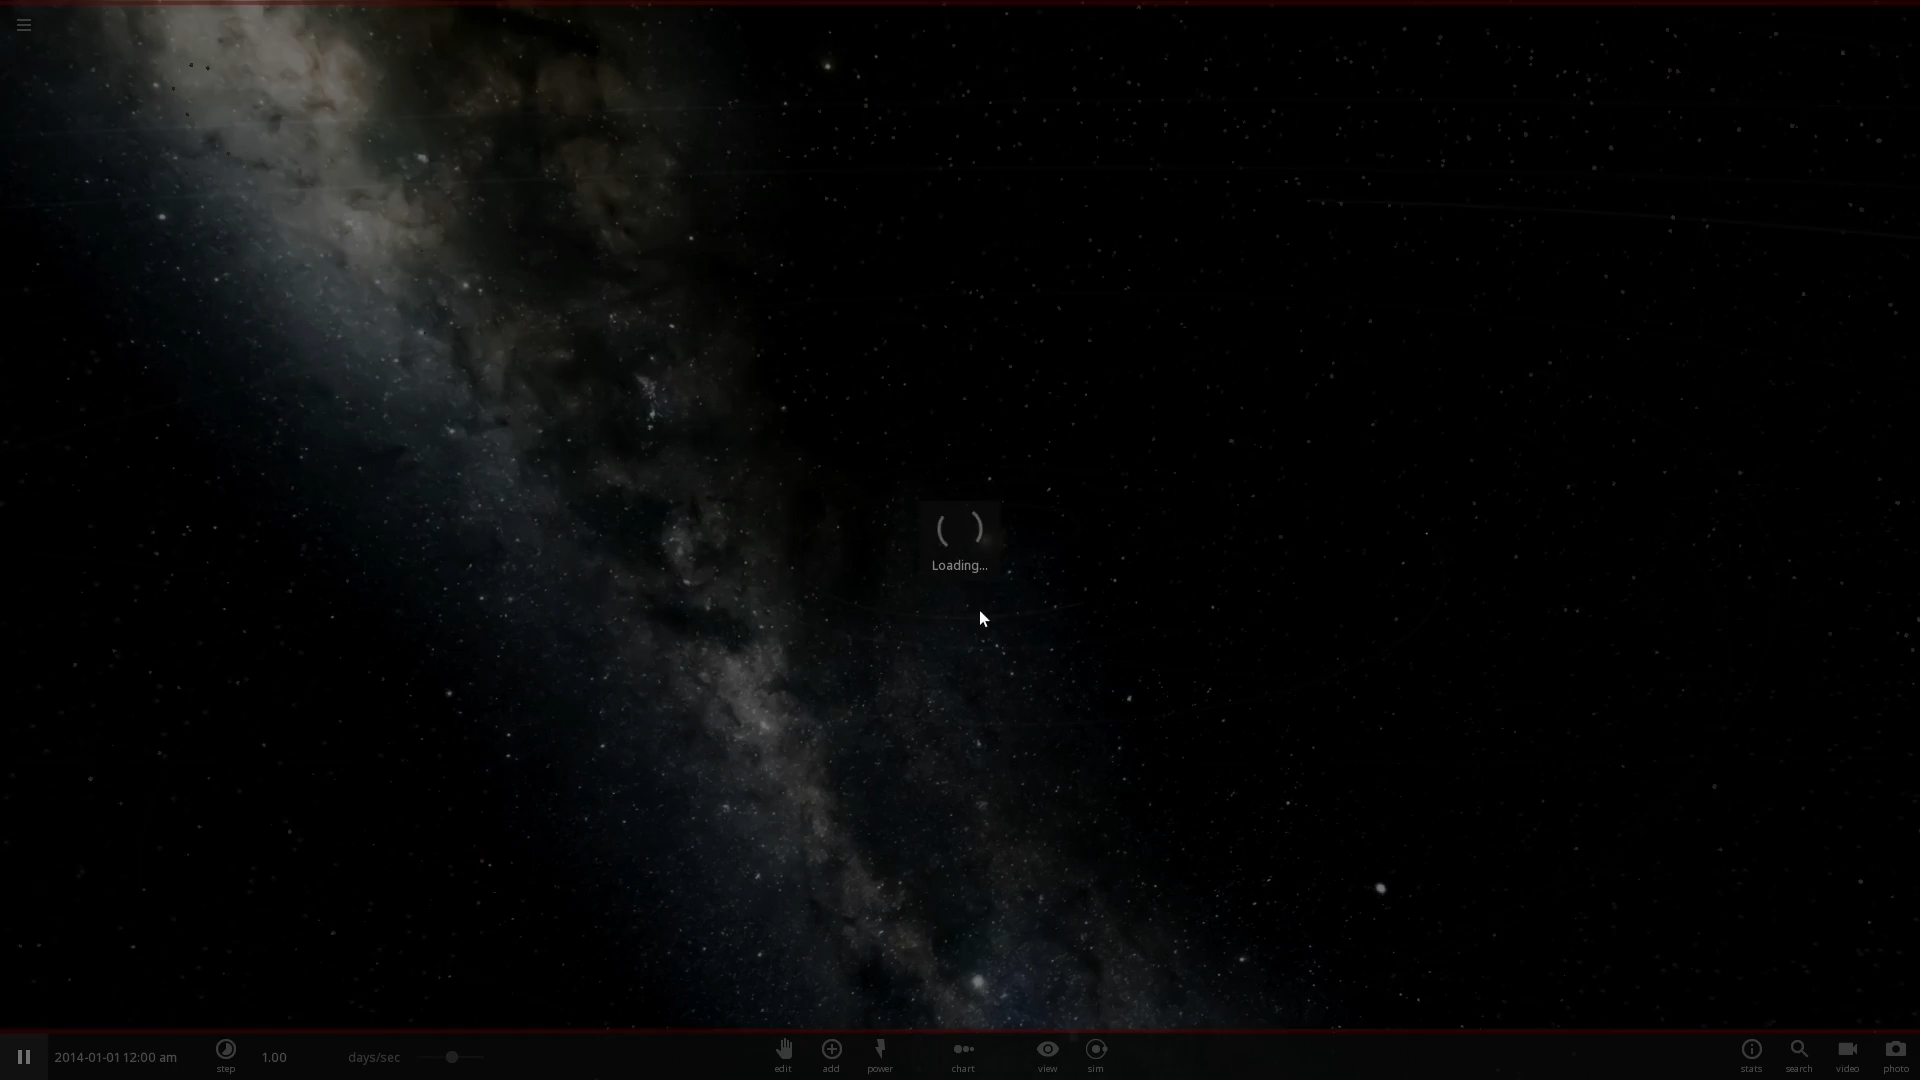 Loading...
2014-01-01 12:00 am
step
1.00
days/sec
edit
add
power
chart
view
sim
stats
search
video
photo